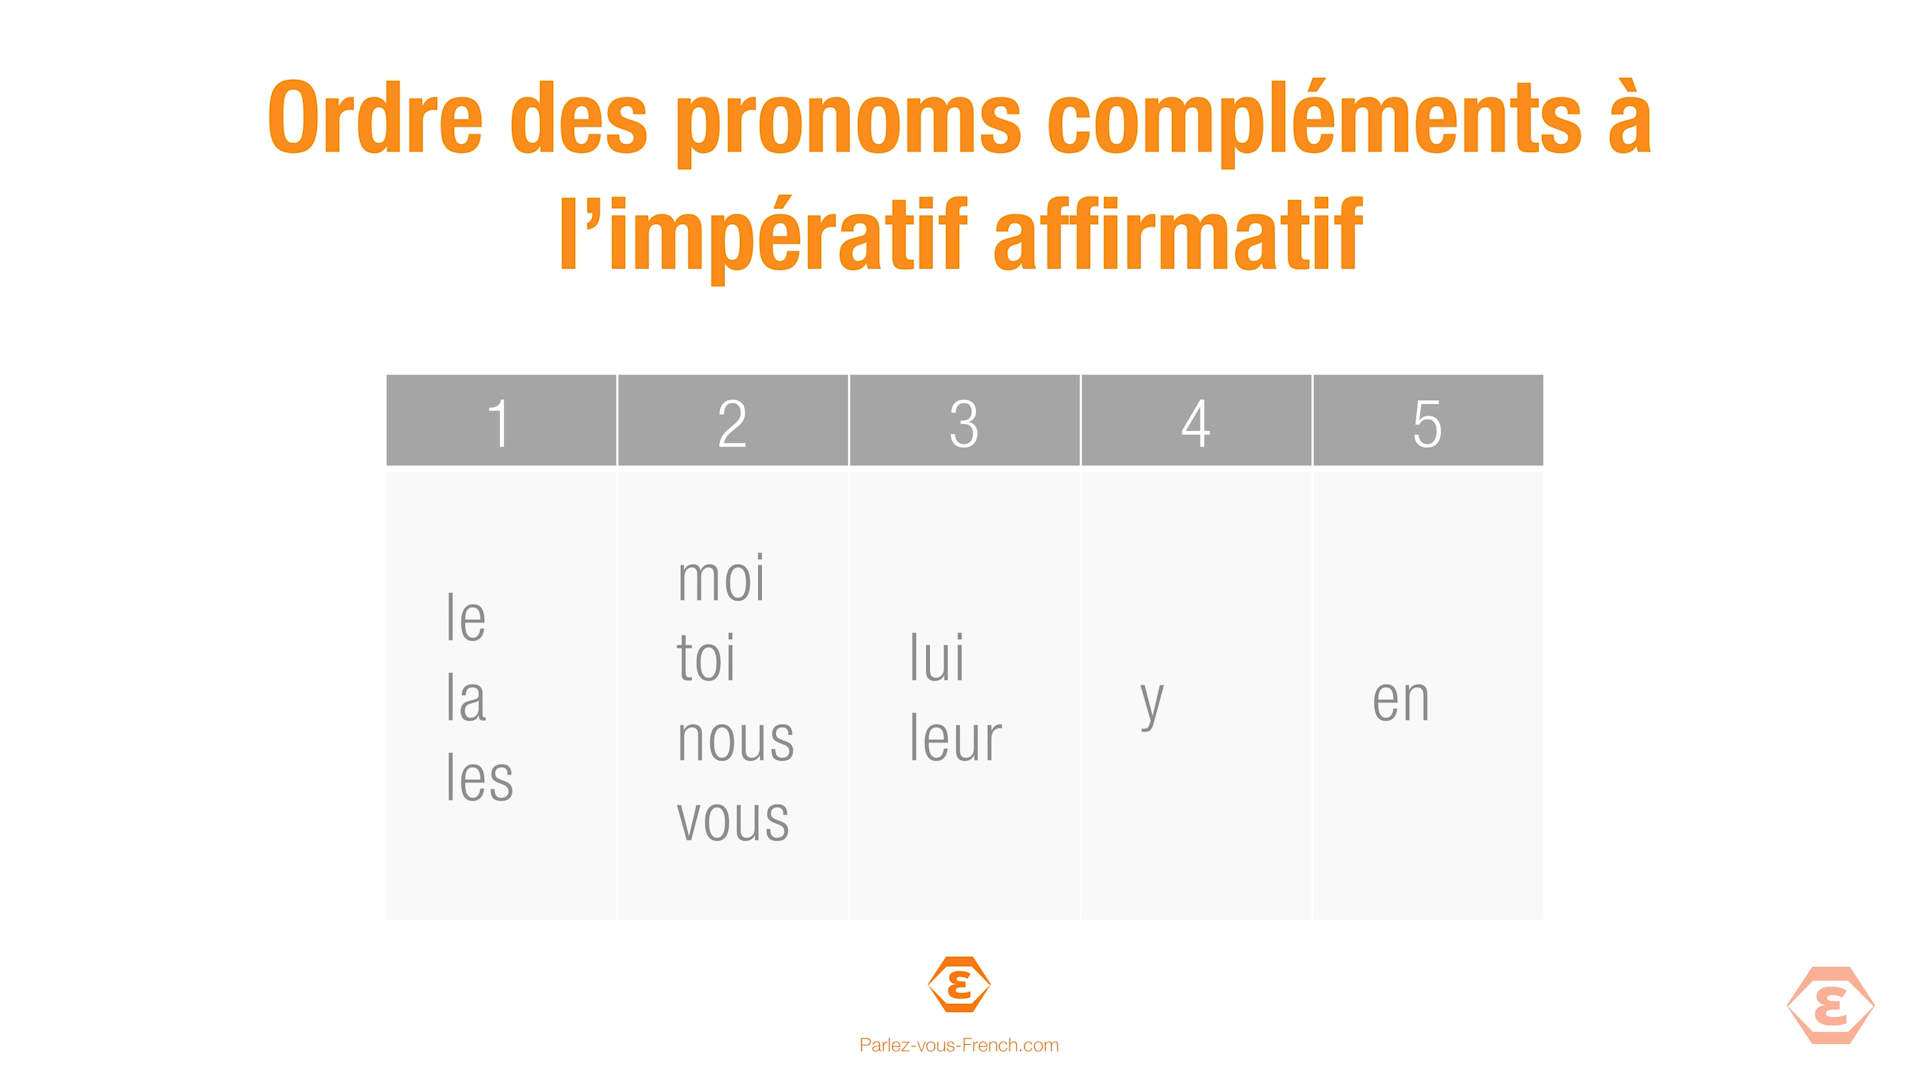 Ordre des pronoms compléments à
l’impératif affirmatif
1 2 3 4 5
le
la
les
moi
toi
nous
vous
lui
leur
y
en
Parlez-vous-French.com